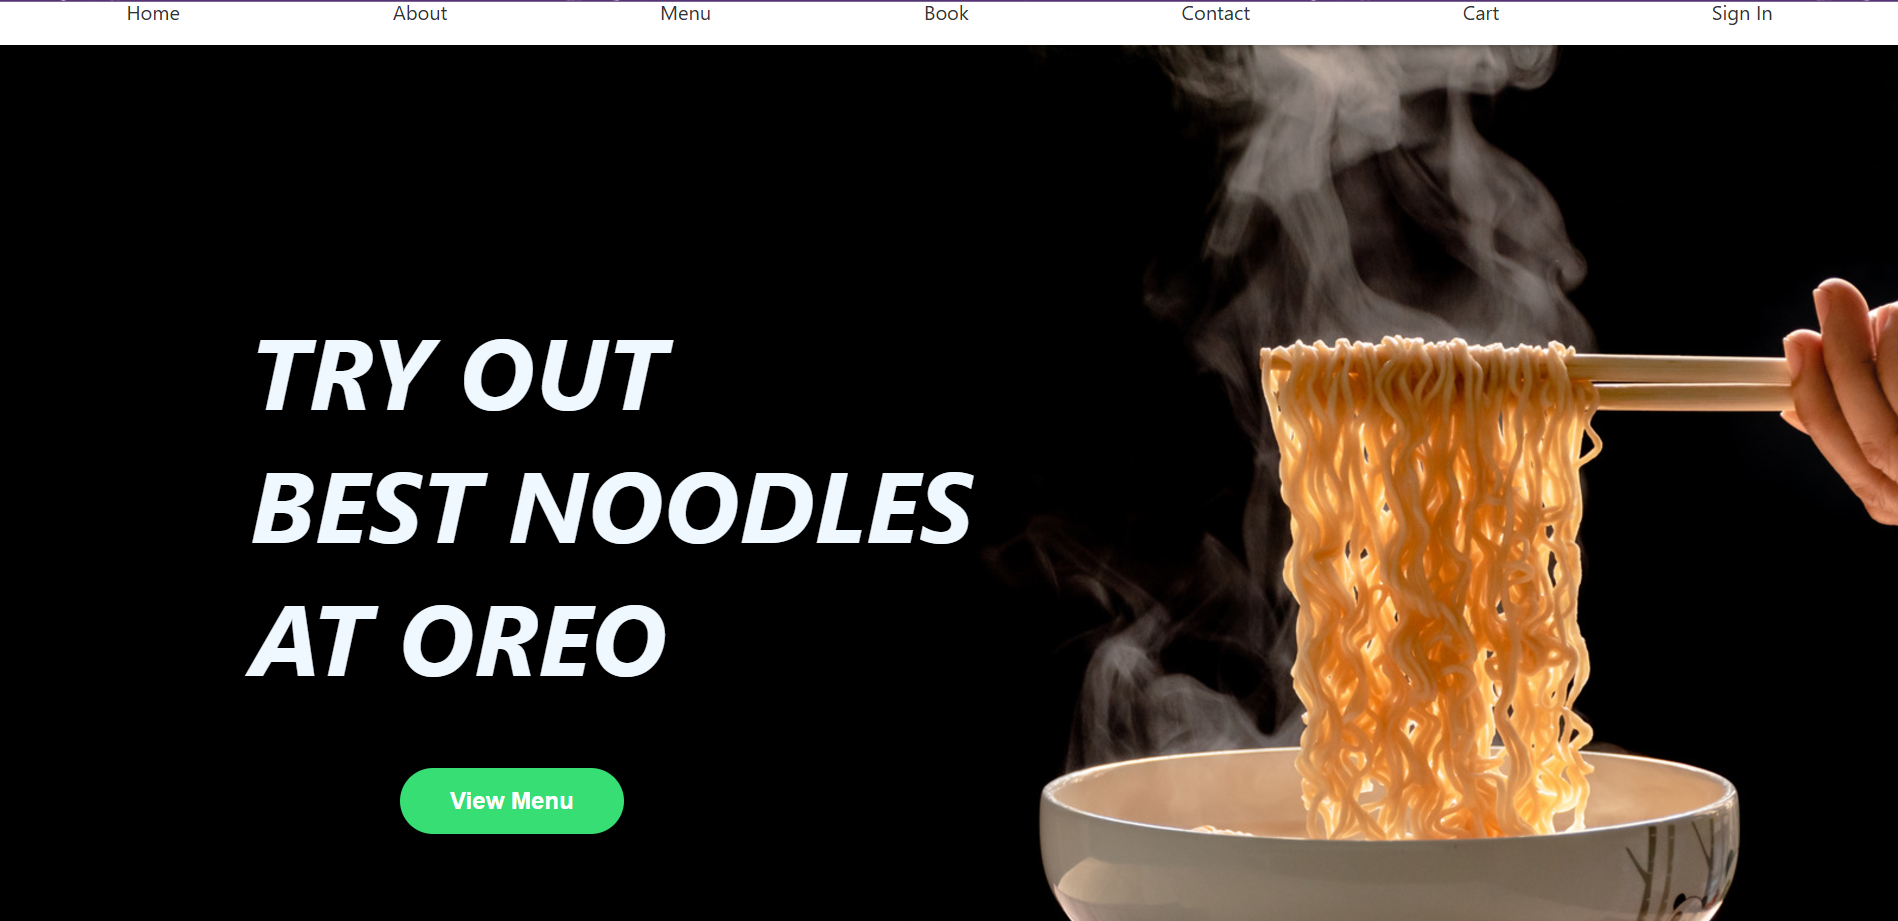 Home About Menu Book Contact Cart Sign In
TRY OUT
BEST NOODLES
AT OREO
View Menu